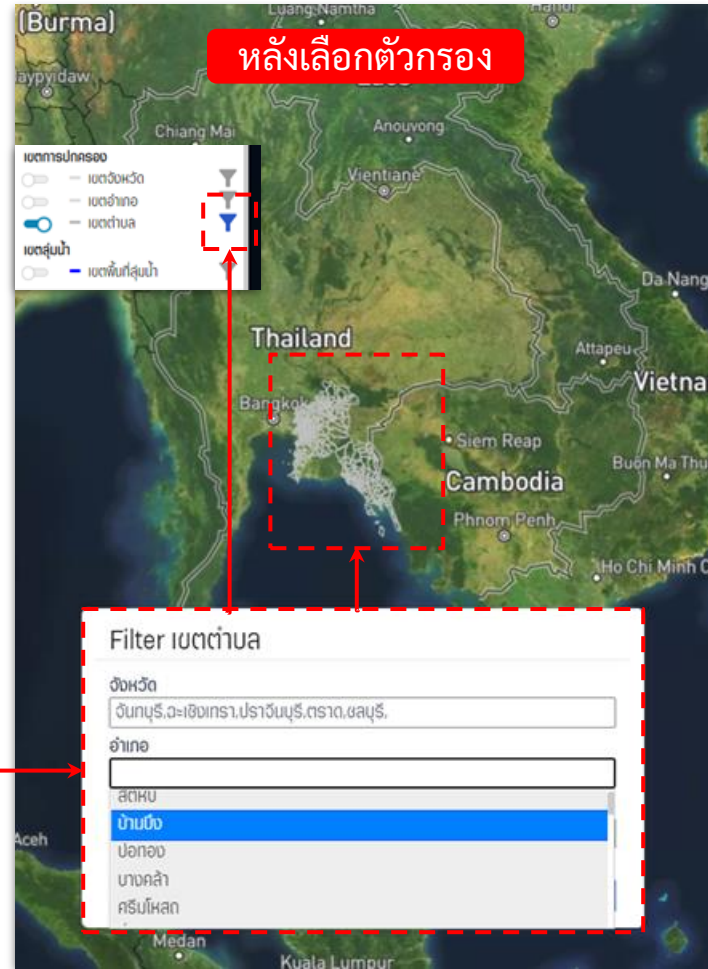 (Burma)
Luang Namtha
Hanoi
หลังเลือกตัวกรอง
aypyidaw
Chiang Mai
Anouvong
เขตการปกครอง
เขตจังหวัด
เขตอำเภอ
เขตตำบล
เขตลุ่มน้ำ
เขตพื้นที่ลุ่มน้ำ
Vientiane
Da Nang
Thailand
Attapeu
Vietna
Bangkok
Siem Reap
Cambodia
Buôn Ma Thu
Phnom Penh
Ho Chi Minh C
Filter เขตตำบล
จังหวัด
จันทบุรี,ฉะเชิงเทรา,ปราจีนบุรี,ตราด,ชลบุรี,
อำเภอ
สัตหีบ
บ้านบึง
บ่อทอง
บางคล้า
ศรีมโหสถ
Aceh
Medan
Kuala Lumpur